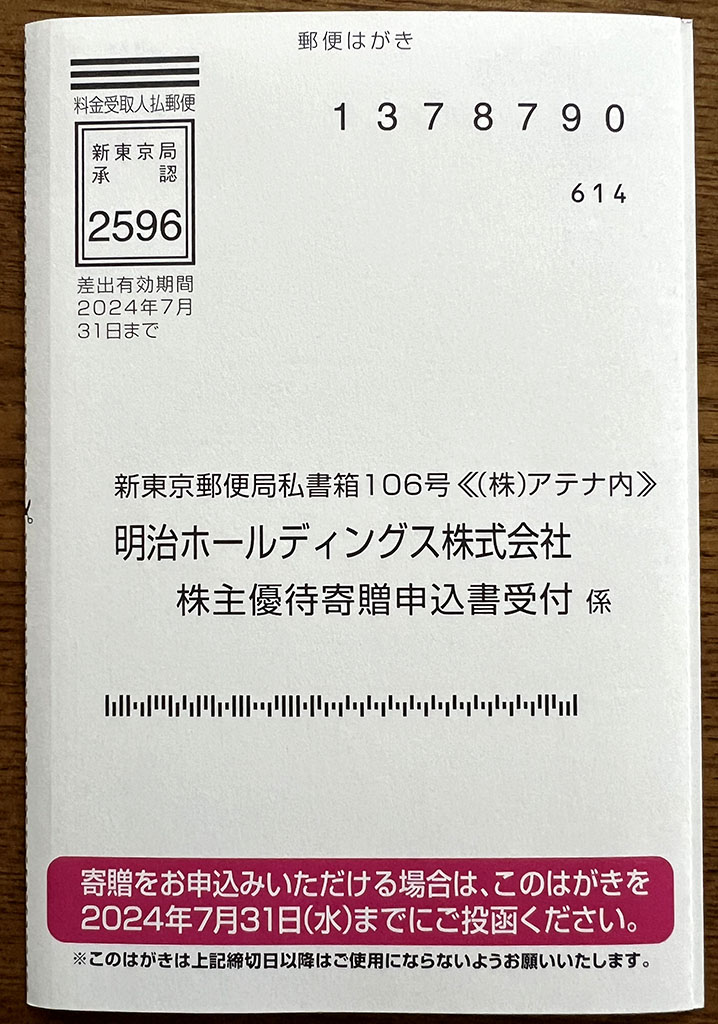 郵便はがき
料金受取人払郵便
新東京局
承　認
2596
差出有効期間
2024年7月
31日まで
1378790
614
新東京郵便局私書箱106号≪(株)アテナ内≫
明治ホールディングス株式会社
株主優待寄贈申込書受付 係
寄贈をお申込みいただける場合は、このはがきを
2024年7月31日(水)までにご投函ください。
※このはがきは上記締切日以降はご使用にならないようお願いいたします。